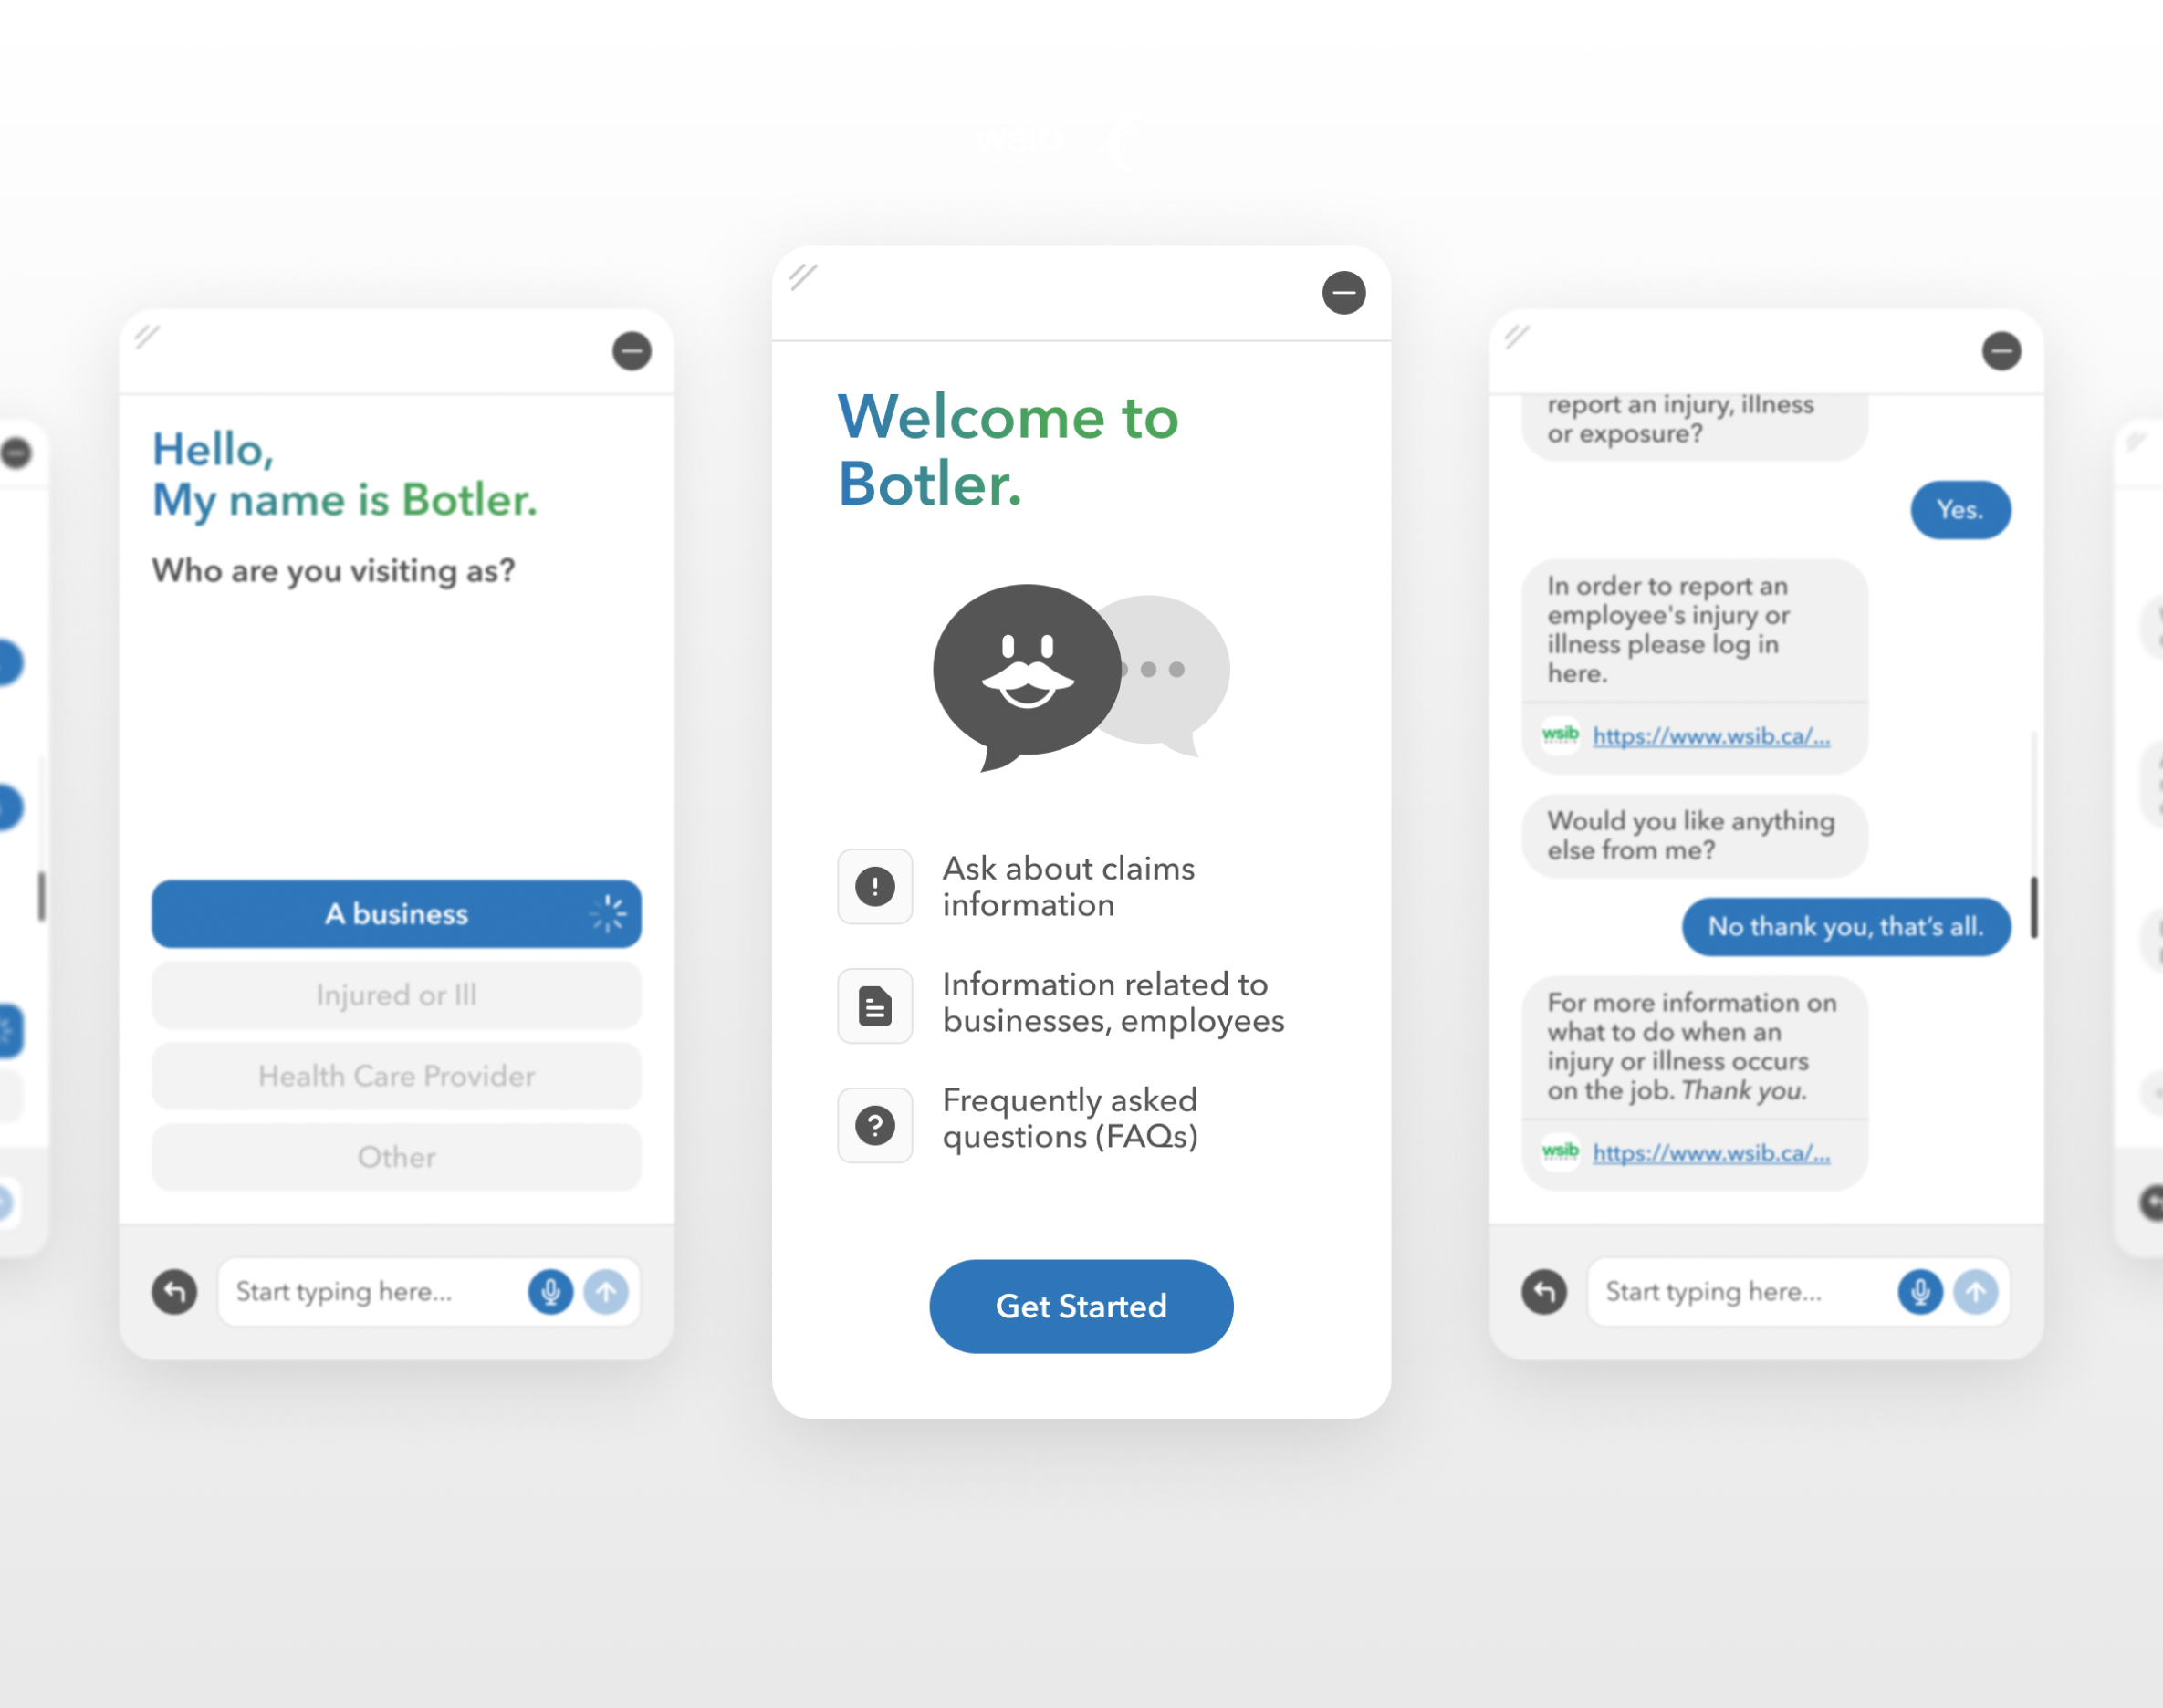 wsib
Hello,
My name is Botler.
Who are you visiting as?
A business
Injured or Ill
Health Care Provider
Other
Start typing here...
Welcome to
Botler.
Ask about claims
information
Information related to
businesses, employees
Frequently asked
questions (FAQs)
Get Started
report an injury, illness
or exposure?
Yes.
In order to report an
employee's injury or
illness please log in
here.
wsib
https://www.wsib.ca/...
Would you like anything
else from me?
No thank you, that's all.
For more information on
what to do when an
injury or illness occurs
on the job. Thank you.
wsib
https://www.wsib.ca/...
Start typing here...